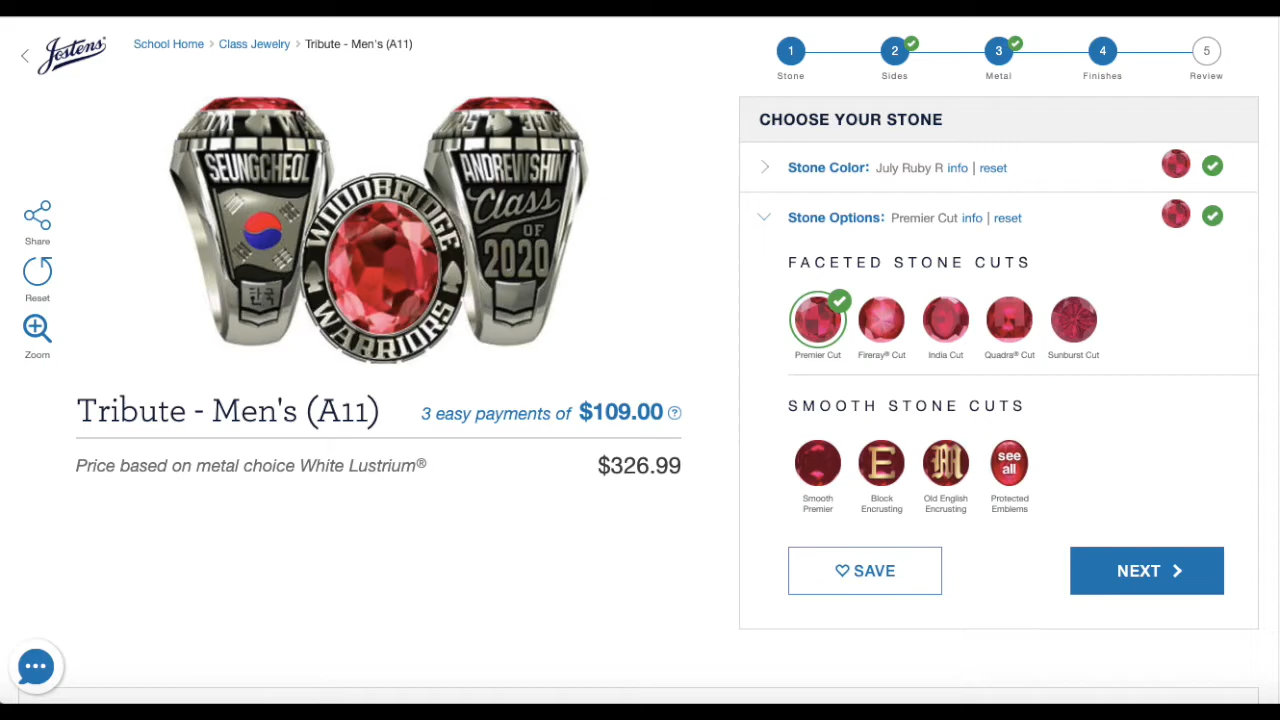 Jostens
School Home > Class Jewelry > Tribute - Men's (A11)
1 2 3 4 5
Stone Sides Metal Finishes Review
CHOOSE YOUR STONE
Stone Color: July Ruby R info | reset
Stone Options: Premier Cut info | reset
FACETED STONE CUTS
Premier Cut Fireray® Cut India Cut Quadra® Cut Sunburst Cut
SMOOTH STONE CUTS
E M see
all
Smooth Block Old English Protected
Premier Encrusting Encrusting Emblems
SAVE NEXT
SEUNGCHEOL
WOODBRIDGE
WARRIORS
ANDREWSHIN
Class
OF
2020
Share
Reset
Zoom
Tribute - Men's (A11) 3 easy payments of $109.00 ?
Price based on metal choice White Lustrium® $326.99